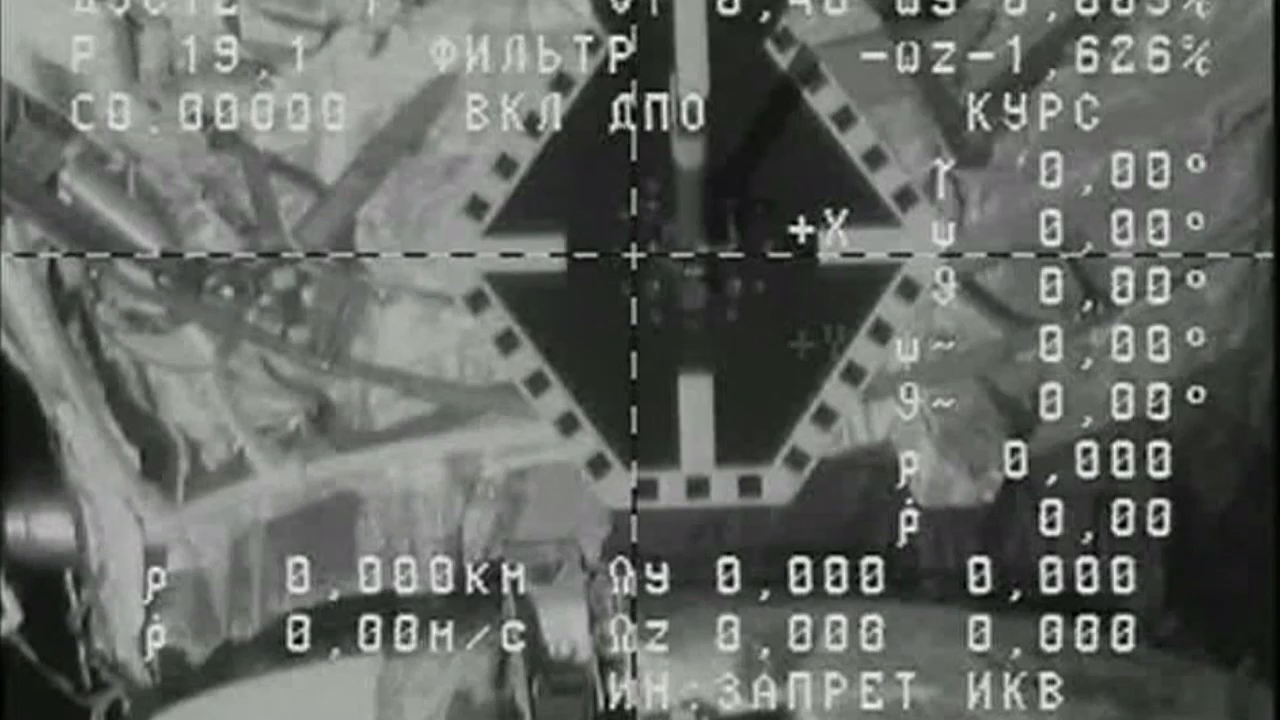 Р 19,1 ФИЛЬТР -ωz-1,626%
С0.00000 ВКЛ ДПО КУРС
γ 0,00°
+X ψ 0,00°
ϑ 0,00°
ψ~ 0,00°
ϑ~ 0,00°
ρ 0,000
ρ̇ 0,00
ρ 0,000КМ Ωy 0,000 0,000
ρ̇ 0,00М/С Ωz 0,000 0,000
ИН.ЗАПРЕТ ИКВ